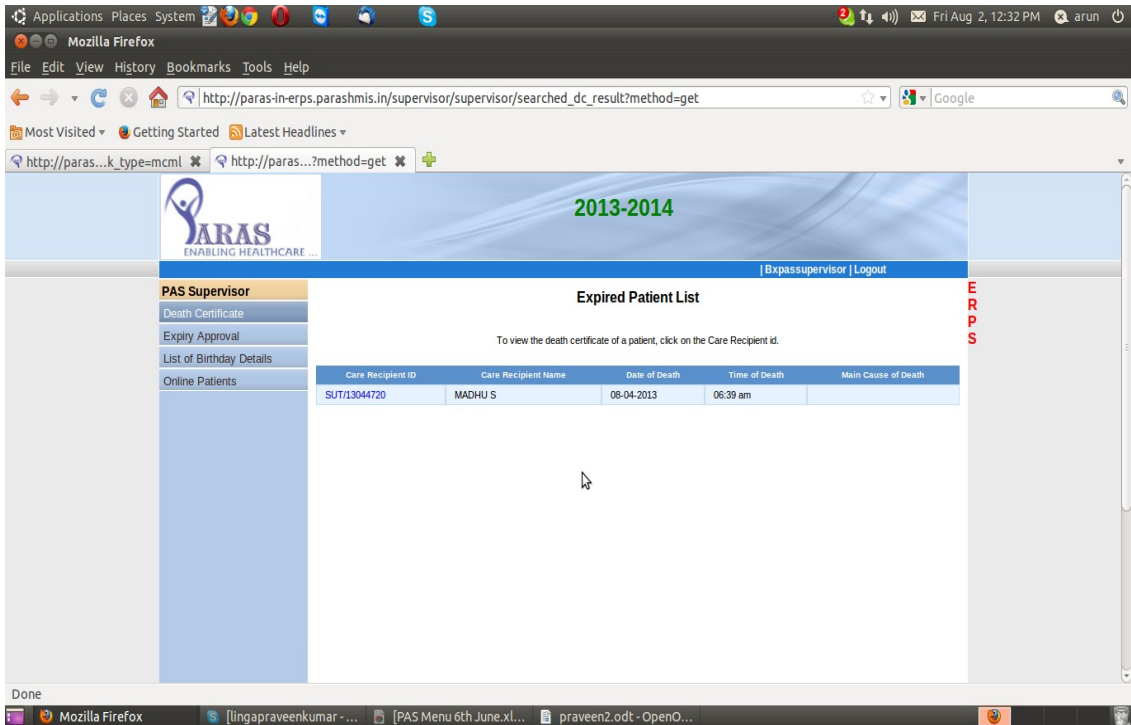 Applications Places System 2 Fri Aug 2, 12:32 PM arun
Mozilla Firefox
File Edit View History Bookmarks Tools Help
http://paras-in-erps.parashmis.in/supervisor/supervisor/searched_dc_result?method=get Google
Most Visited Getting Started Latest Headlines
http://paras...k_type=mcml http://paras...?method=get
PARAS
ENABLING HEALTHCARE ...
2013-2014
| Bxpassupervisor | Logout
PAS Supervisor
Death Certificate
Expiry Approval
List of Birthday Details
Online Patients
Expired Patient List
To view the death certificate of a patient, click on the Care Recipient id.
Care Recipient ID Care Recipient Name Date of Death Time of Death Main Cause of Death
SUT/13044720 MADHU S 08-04-2013 06:39 am
E
R
P
S
Done
Mozilla Firefox [lingapraveenkumar - ... [PAS Menu 6th June.xl... praveen2.odt - OpenO...